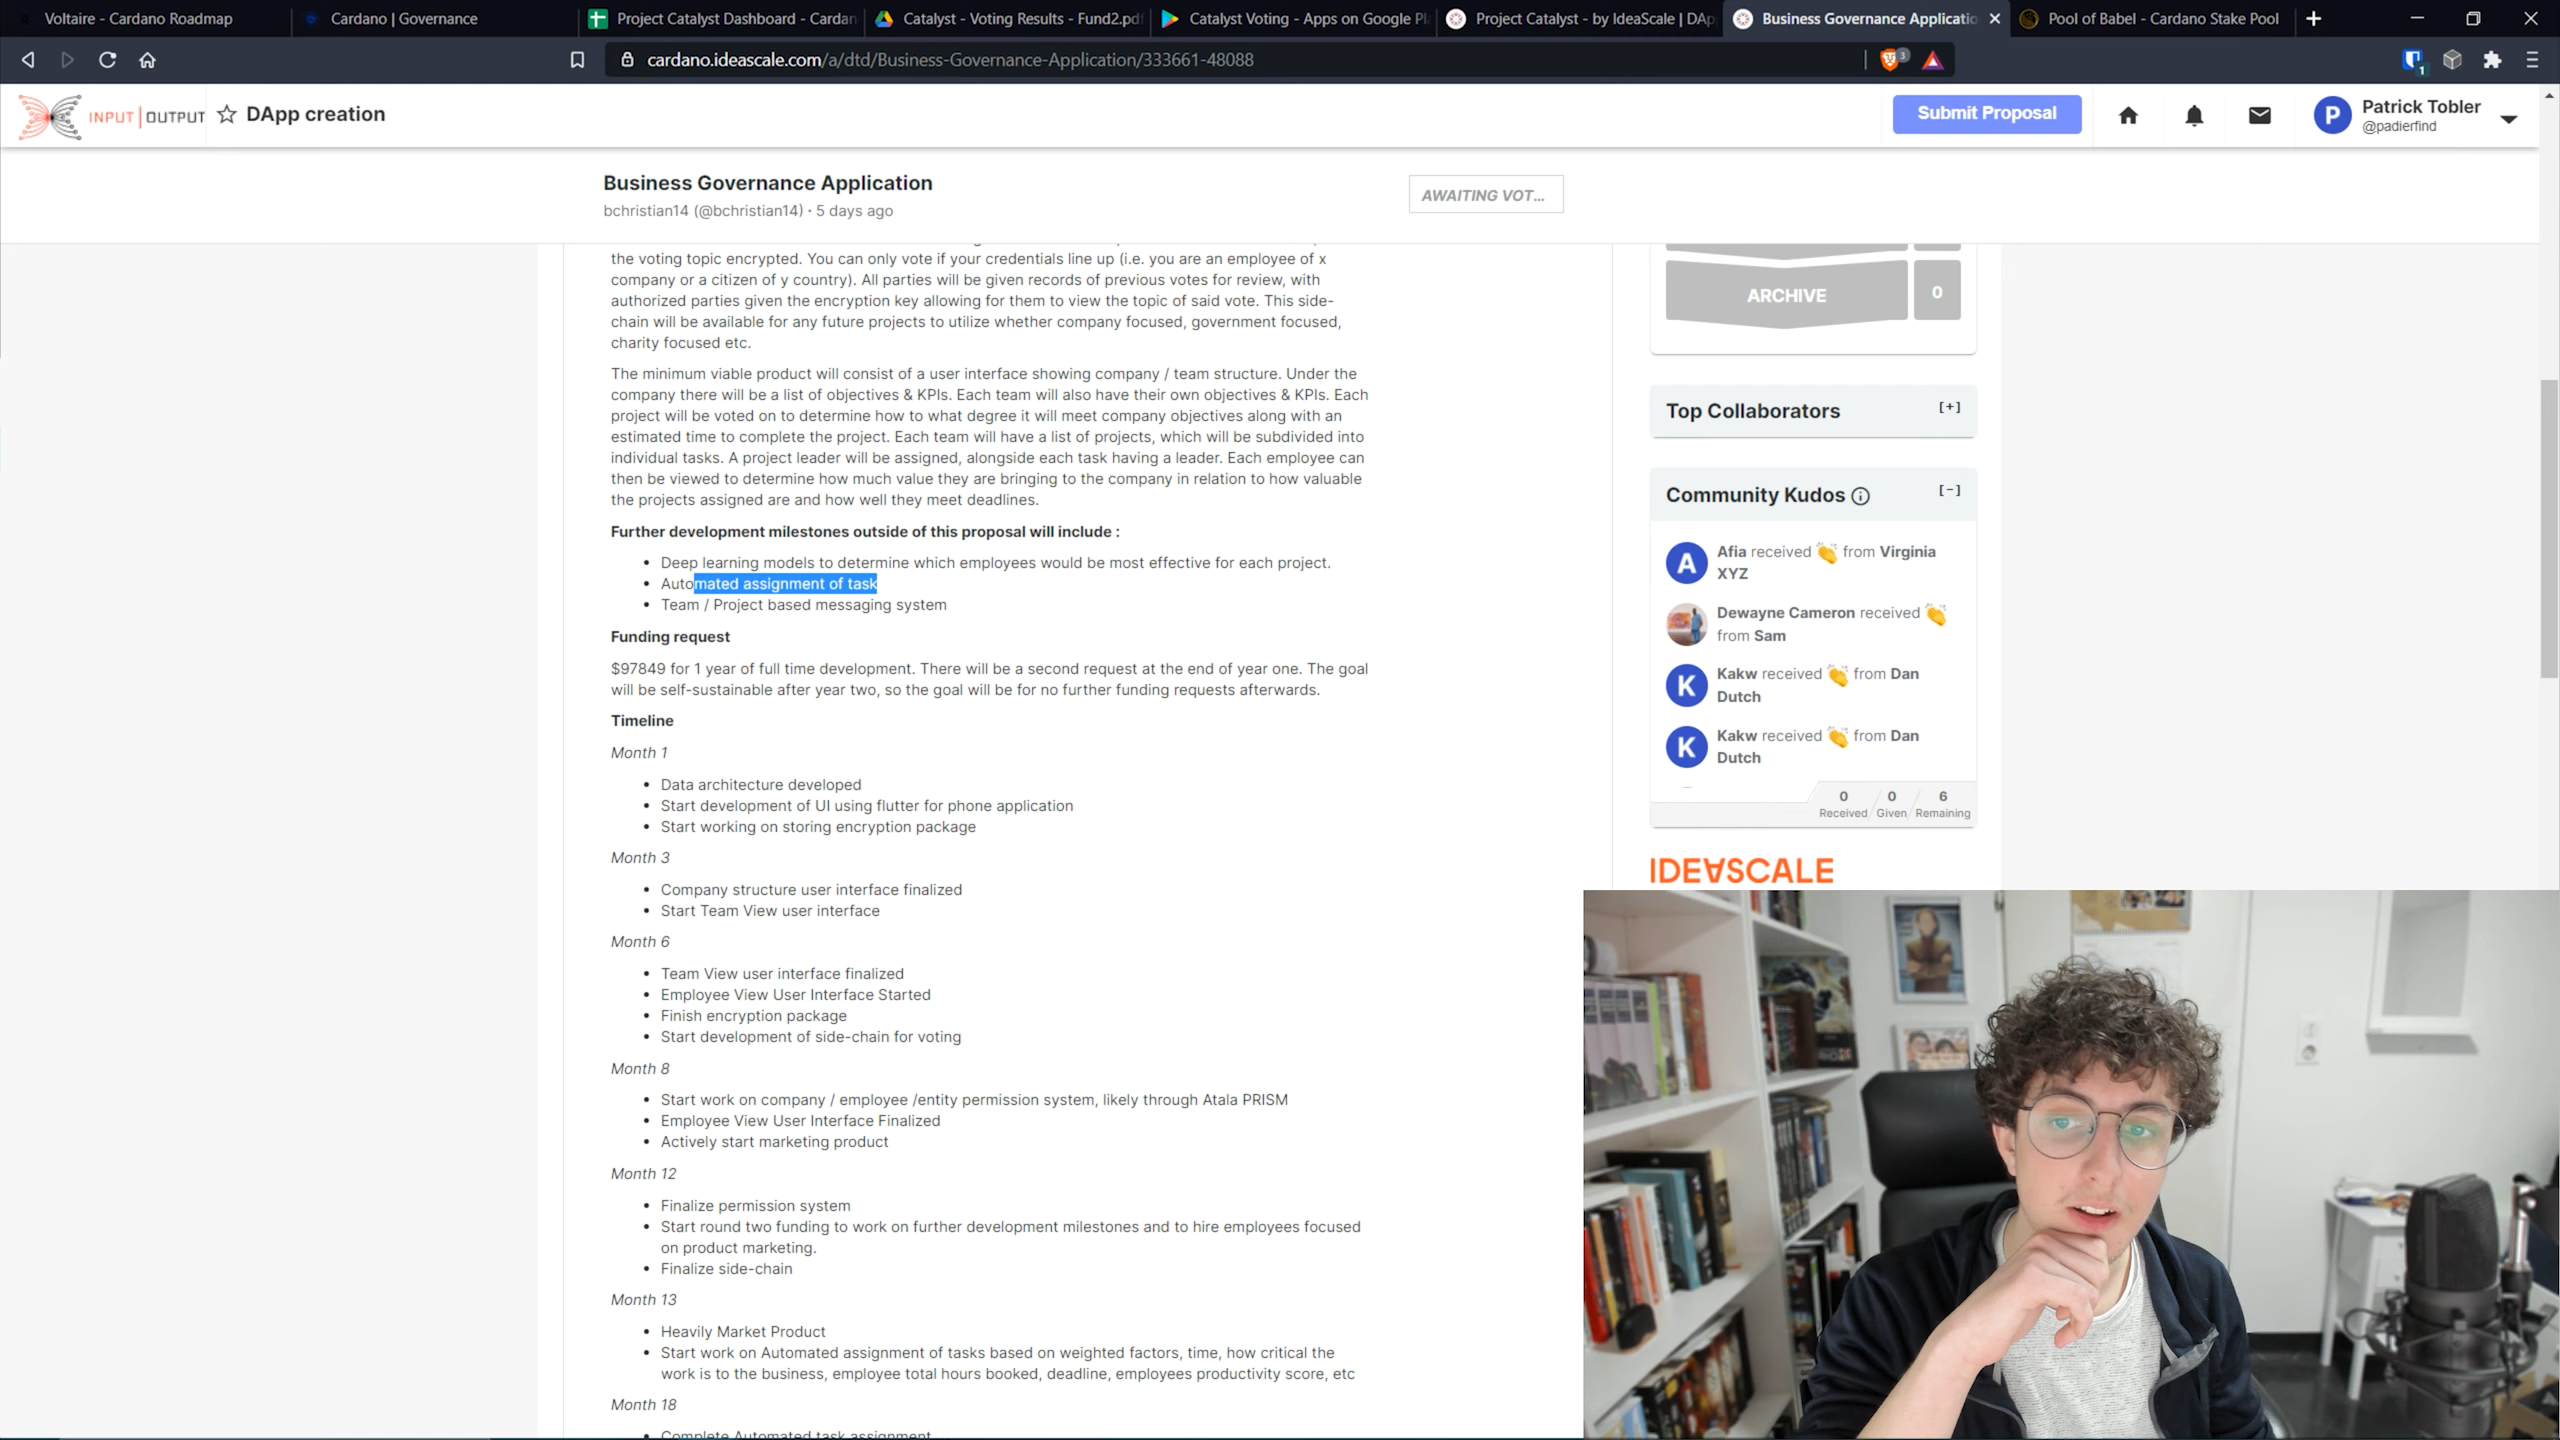 Voltaire - Cardano Roadmap
Cardano | Governance
Project Catalyst Dashboard - Cardan
Catalyst - Voting Results - Fund2.pdf
Catalyst Voting - Apps on Google Pl
Project Catalyst - by IdeaScale | DAp
Business Governance Applicatio
Pool of Babel - Cardano Stake Pool
cardano.ideascale.com/a/dtd/Business-Governance-Application/333661-48088
3
1
INPUT | OUTPUT
DApp creation
Submit Proposal
P
Patrick Tobler
@padierfind
Business Governance Application
bchristian14 (@bchristian14) • 5 days ago
AWAITING VOT...
the voting topic encrypted. You can only vote if your credentials line up (i.e. you are an employee of x
company or a citizen of y country). All parties will be given records of previous votes for review, with
authorized parties given the encryption key allowing for them to view the topic of said vote. This side-
chain will be available for any future projects to utilize whether company focused, government focused,
charity focused etc.
The minimum viable product will consist of a user interface showing company / team structure. Under the
company there will be a list of objectives & KPIs. Each team will also have their own objectives & KPIs. Each
project will be voted on to determine how to what degree it will meet company objectives along with an
estimated time to complete the project. Each team will have a list of projects, which will be subdivided into
individual tasks. A project leader will be assigned, alongside each task having a leader. Each employee can
then be viewed to determine how much value they are bringing to the company in relation to how valuable
the projects assigned are and how well they meet deadlines.
Further development milestones outside of this proposal will include :
• Deep learning models to determine which employees would be most effective for each project.
• Automated assignment of task
• Team / Project based messaging system
Funding request
$97849 for 1 year of full time development. There will be a second request at the end of year one. The goal
will be self-sustainable after year two, so the goal will be for no further funding requests afterwards.
Timeline
Month 1
• Data architecture developed
• Start development of UI using flutter for phone application
• Start working on storing encryption package
Month 3
• Company structure user interface finalized
• Start Team View user interface
Month 6
• Team View user interface finalized
• Employee View User Interface Started
• Finish encryption package
• Start development of side-chain for voting
Month 8
• Start work on company / employee /entity permission system, likely through Atala PRISM
• Employee View User Interface Finalized
• Actively start marketing product
Month 12
• Finalize permission system
• Start round two funding to work on further development milestones and to hire employees focused
on product marketing.
• Finalize side-chain
Month 13
• Heavily Market Product
• Start work on Automated assignment of tasks based on weighted factors, time, how critical the
work is to the business, employee total hours booked, deadline, employees productivity score, etc
Month 18
• Complete Automated task assignment
ARCHIVE
0
Top Collaborators
[+]
Community Kudos
[-]
A
Afia received 👏 from Virginia
XYZ
Dewayne Cameron received 👏
from Sam
K
Kakw received 👏 from Dan
Dutch
K
Kakw received 👏 from Dan
Dutch
0
Received
0
Given
6
Remaining
IDEASCALE